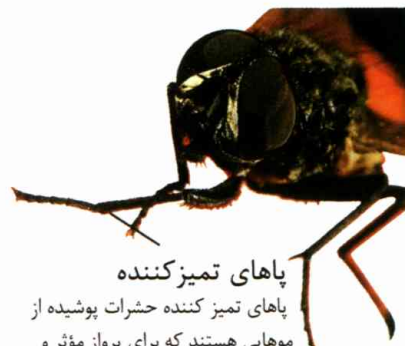 پاهای تمیزکننده
پاهای تمیز کننده حشرات پوشیده از
موهایی هستند که برای پرواز مؤثر و